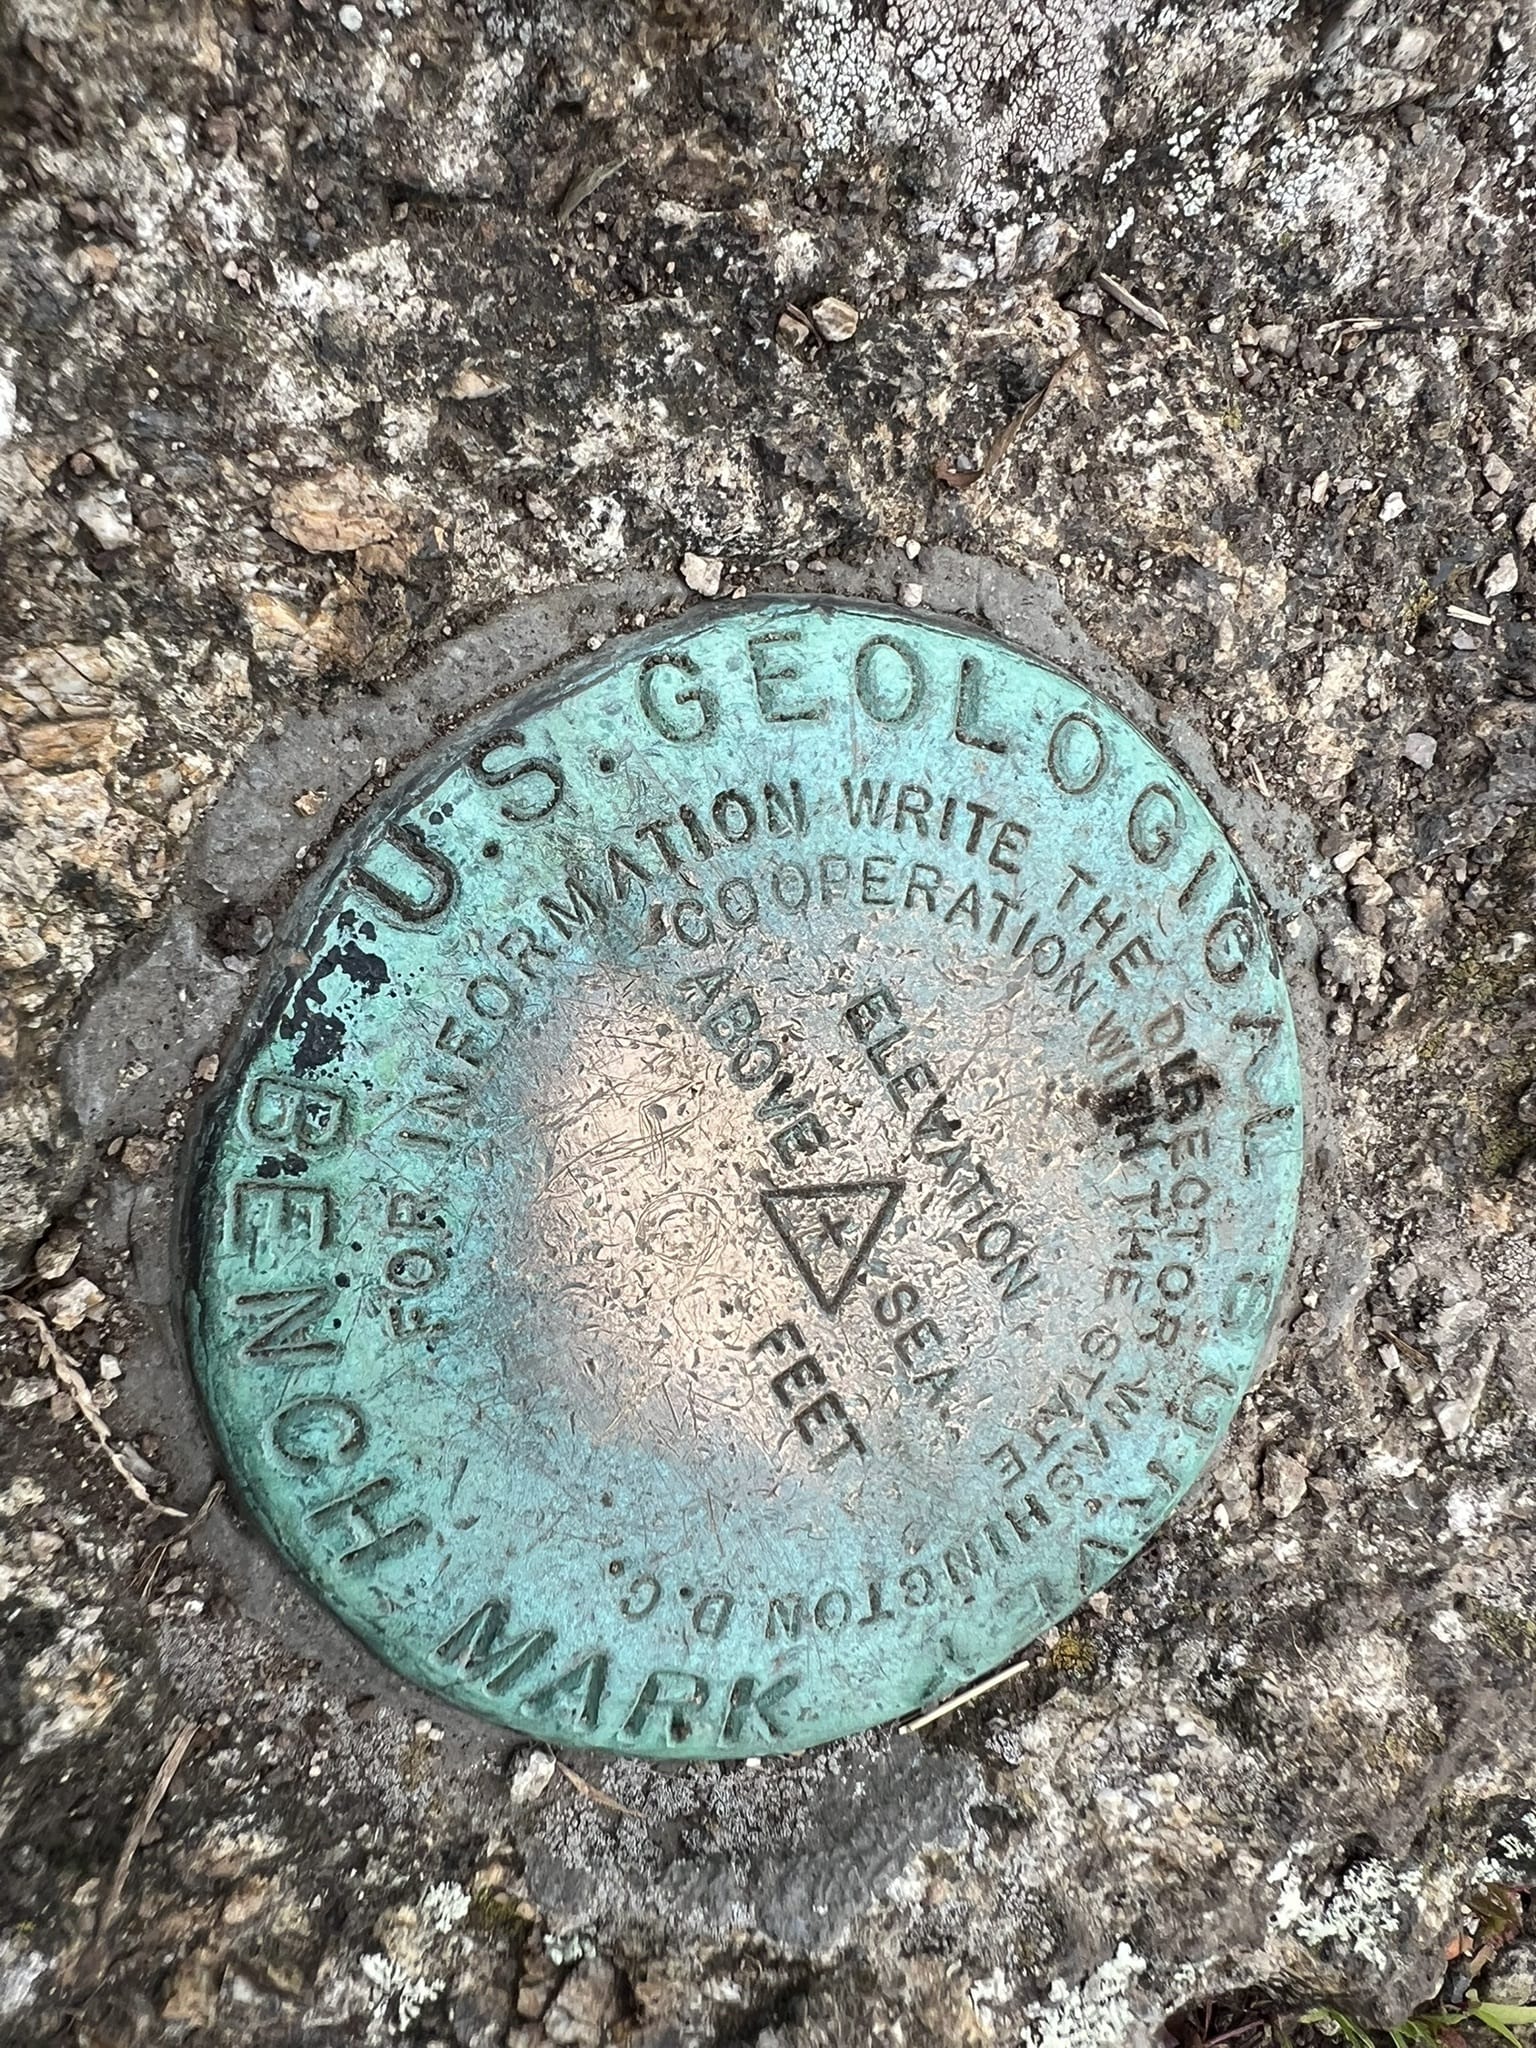 U.S. GEOLOGICAL SURVEY
BENCH MARK
FOR INFORMATION WRITE THE DIRECTOR WASHINGTON D.C.
COOPERATION WITH THE STATE
ELEVATION ABOVE SEA
FEET